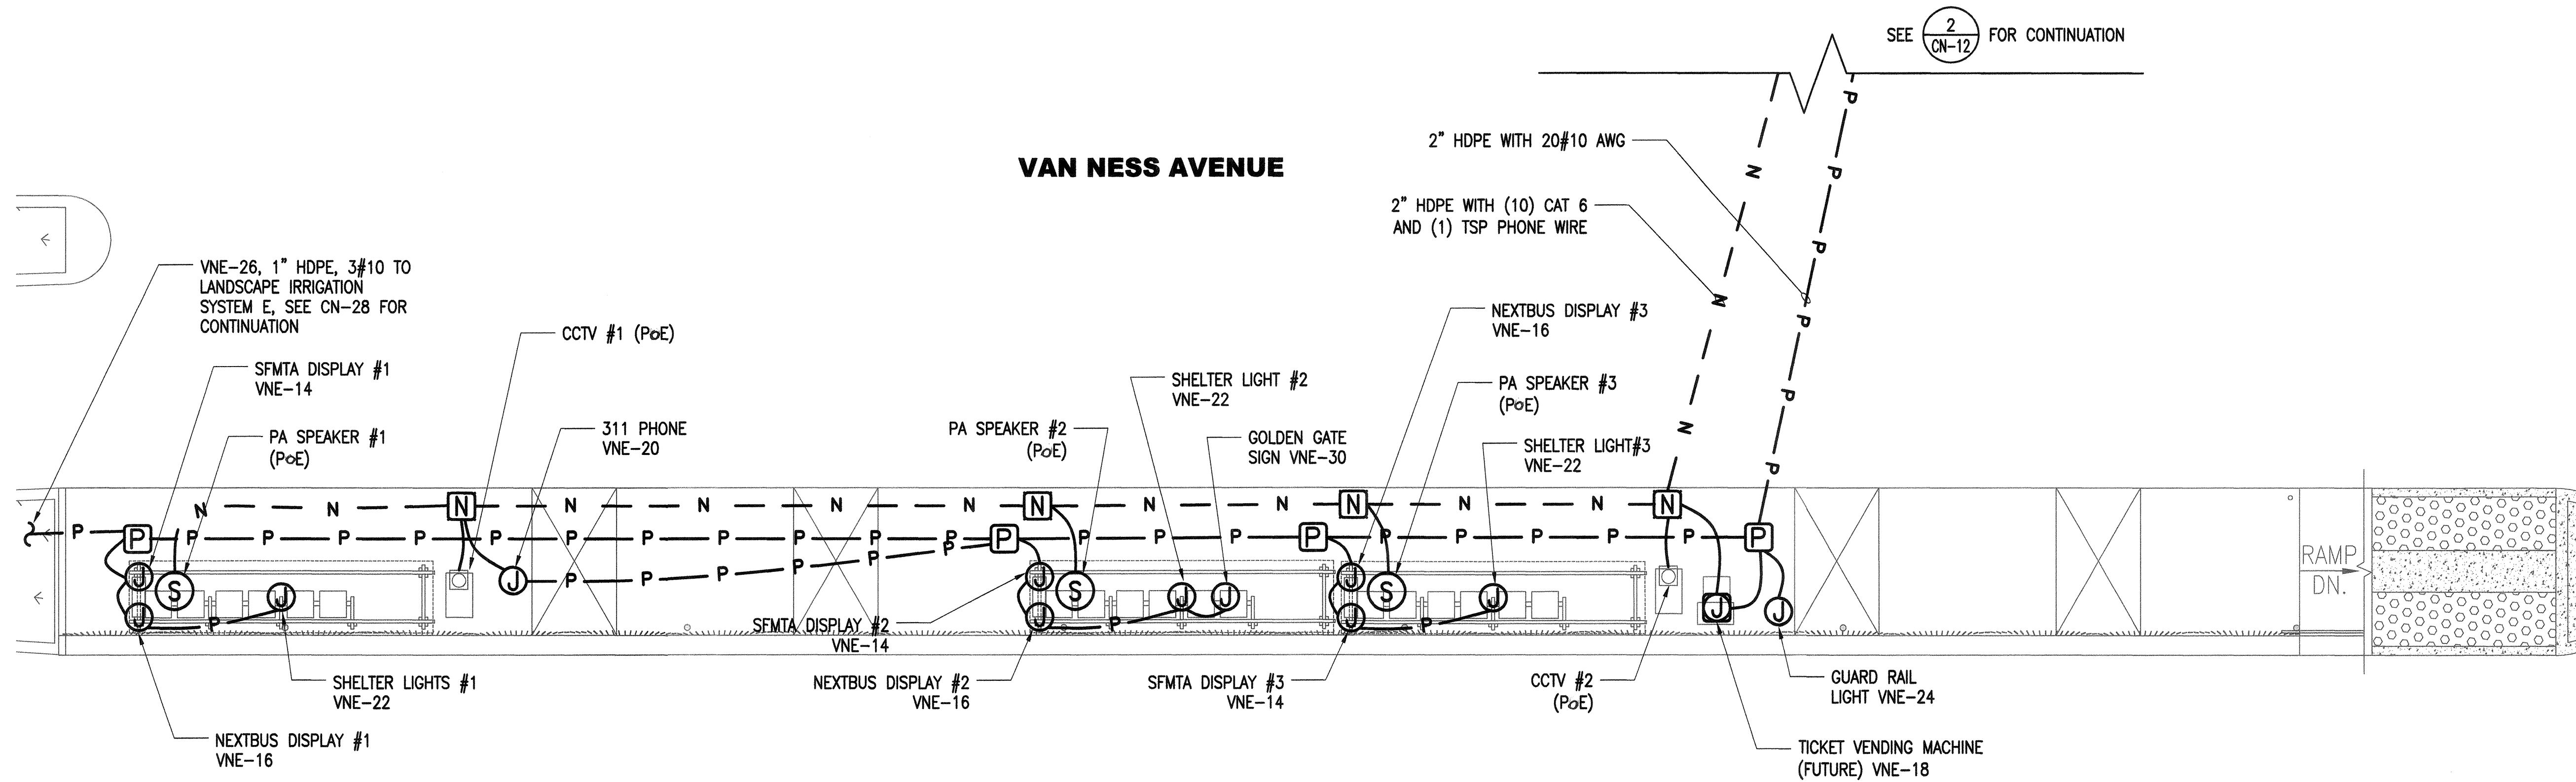 SEE 2 FOR CONTINUATION
CN-12
2" HDPE WITH 20#10 AWG
VAN NESS AVENUE
2" HDPE WITH (10) CAT 6
AND (1) TSP PHONE WIRE
VNE-26, 1" HDPE, 3#10 TO
LANDSCAPE IRRIGATION
SYSTEM E, SEE CN-28 FOR
CONTINUATION
CCTV #1 (PoE)
NEXTBUS DISPLAY #3
VNE-16
SFMTA DISPLAY #1
VNE-14
SHELTER LIGHT #2
VNE-22
PA SPEAKER #3
(PoE)
PA SPEAKER #1
(PoE)
311 PHONE
VNE-20
PA SPEAKER #2
(PoE)
GOLDEN GATE
SIGN VNE-30
SHELTER LIGHT#3
VNE-22
N N N N N N N N N N N N N N N N N N
N N N N
P P P P P P P
P P P P P P P P P P P P P P P P P P P P P P P P P
P P P P P P
J S J J J J S J J J S J J J
J J J
P P P
RAMP
DN.
SFMTA DISPLAY #2
VNE-14
SHELTER LIGHTS #1
VNE-22
NEXTBUS DISPLAY #2
VNE-16
SFMTA DISPLAY #3
VNE-14
CCTV #2
(PoE)
GUARD RAIL
LIGHT VNE-24
NEXTBUS DISPLAY #1
VNE-16
TICKET VENDING MACHINE
(FUTURE) VNE-18